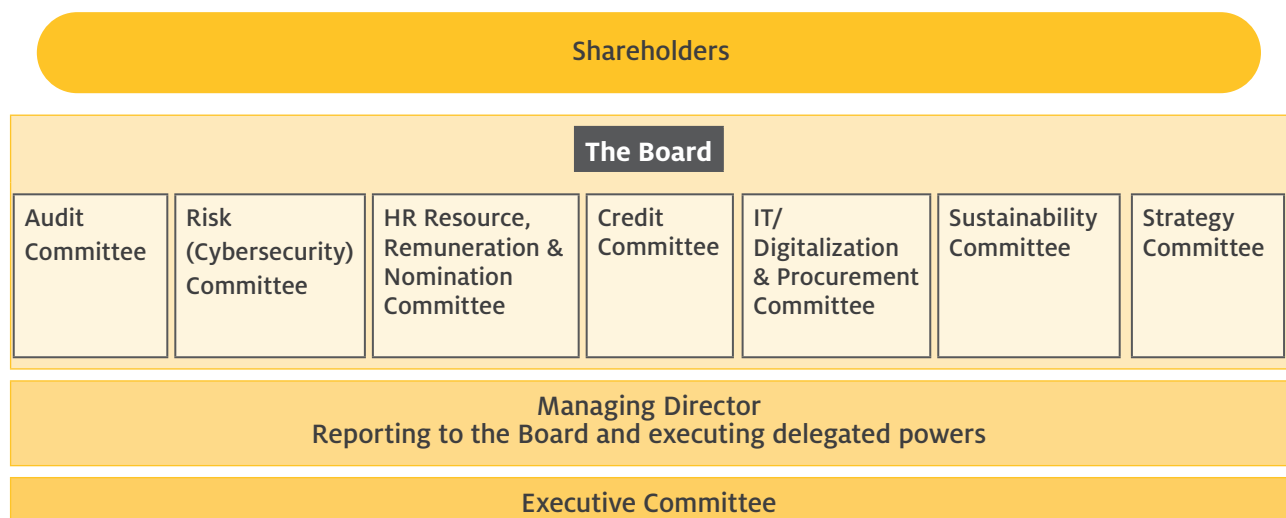 Shareholders
The Board
Audit
Committee
Risk
(Cybersecurity)
Committee
HR Resource,
Remuneration &
Nomination
Committee
Credit
Committee
IT/
Digitalization
& Procurement
Committee
Sustainability
Committee
Strategy
Committee
Managing Director
Reporting to the Board and executing delegated powers
Executive Committee